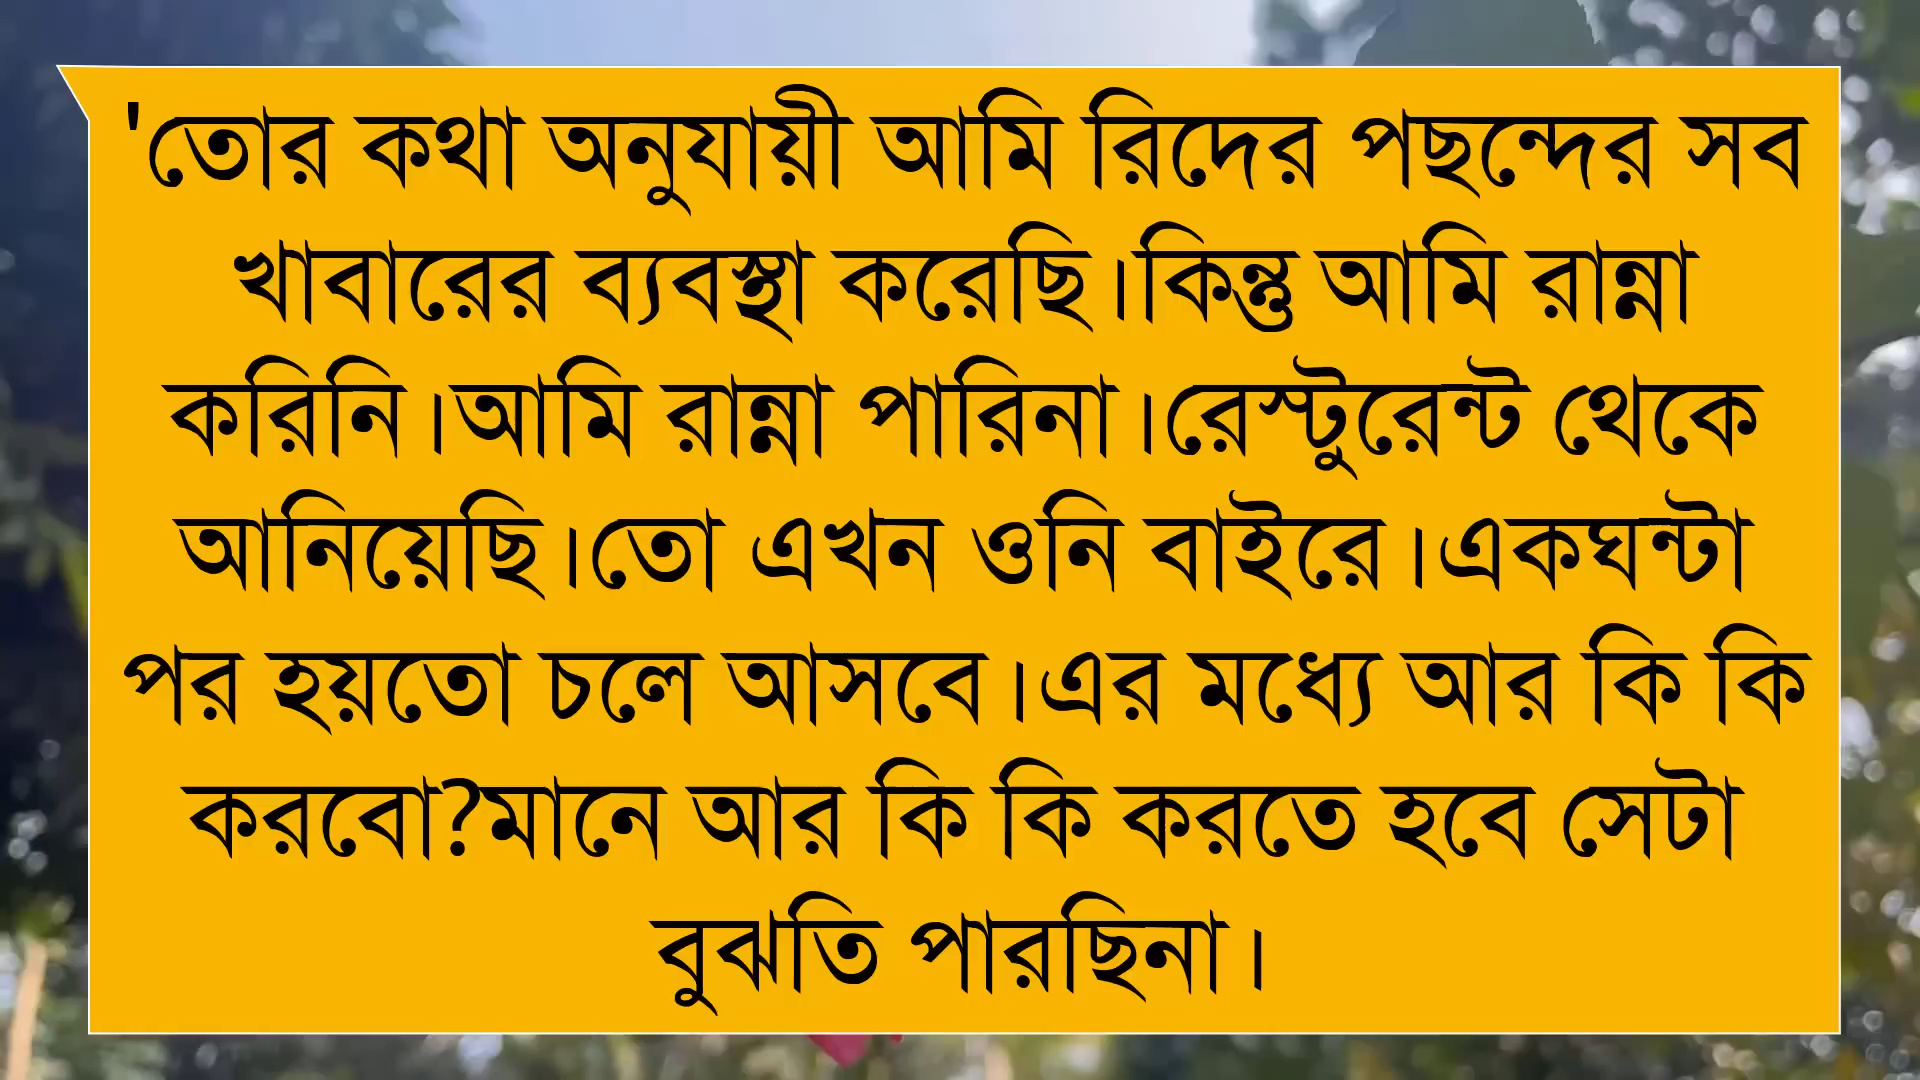 'তোর কথা অনুযায়ী আমি রিদের পছন্দের সব
খাবারের ব্যবস্থা করেছি।কিন্তু আমি রান্না
করিনি।আমি রান্না পারিনা।রেস্টুরেন্ট থেকে
আনিয়েছি।তো এখন ওনি বাইরে।একঘন্টা
পর হয়তো চলে আসবে।এর মধ্যে আর কি কি
করবো?মানে আর কি কি করতে হবে সেটা
বুঝতি পারছিনা।